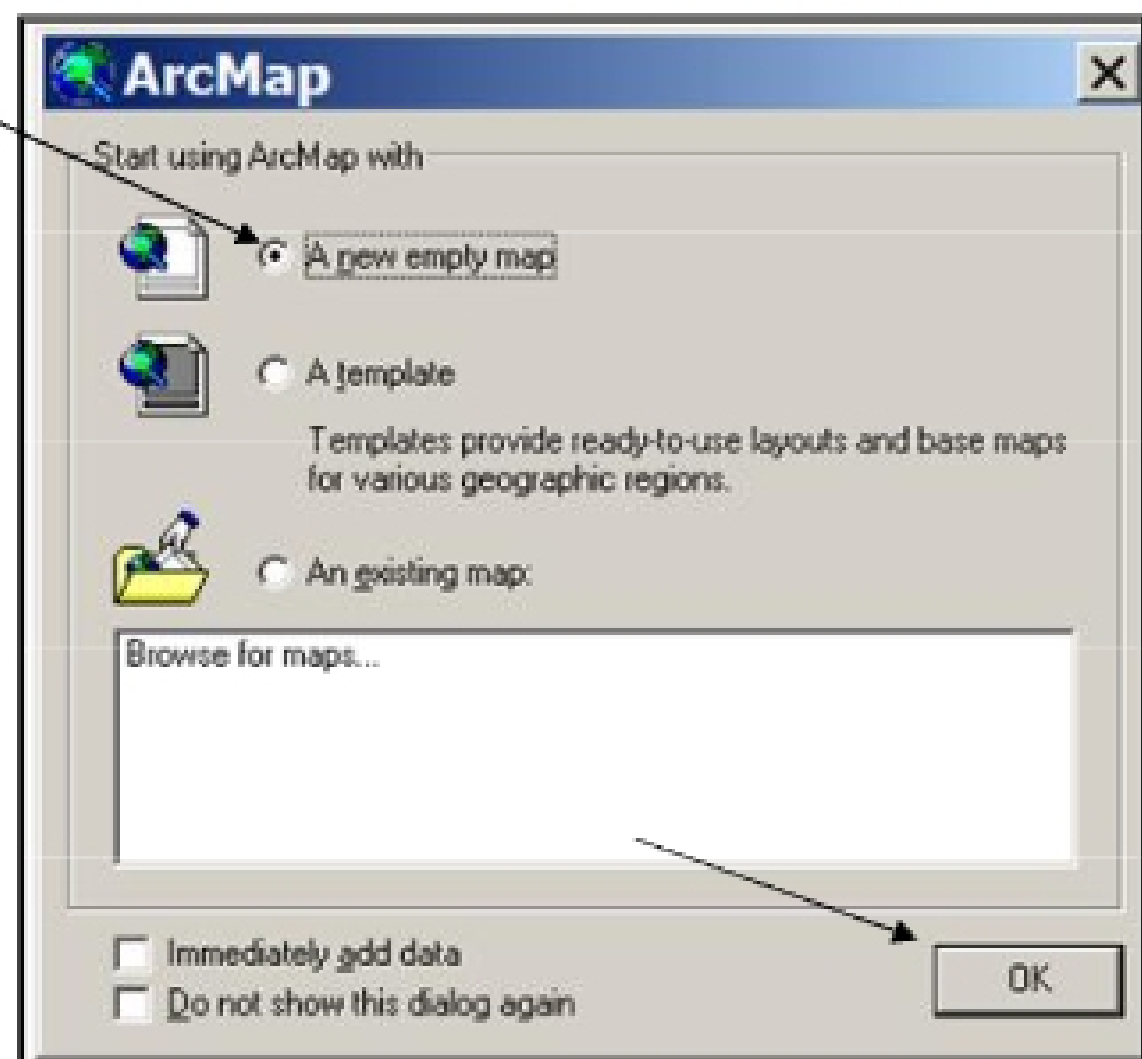 ArcMap
Start using ArcMap with
A new empty map
A template
Templates provide ready-to-use layouts and base maps
for various geographic regions.
An existing map:
Browse for maps...
Immediately add data
Do not show this dialog again
OK